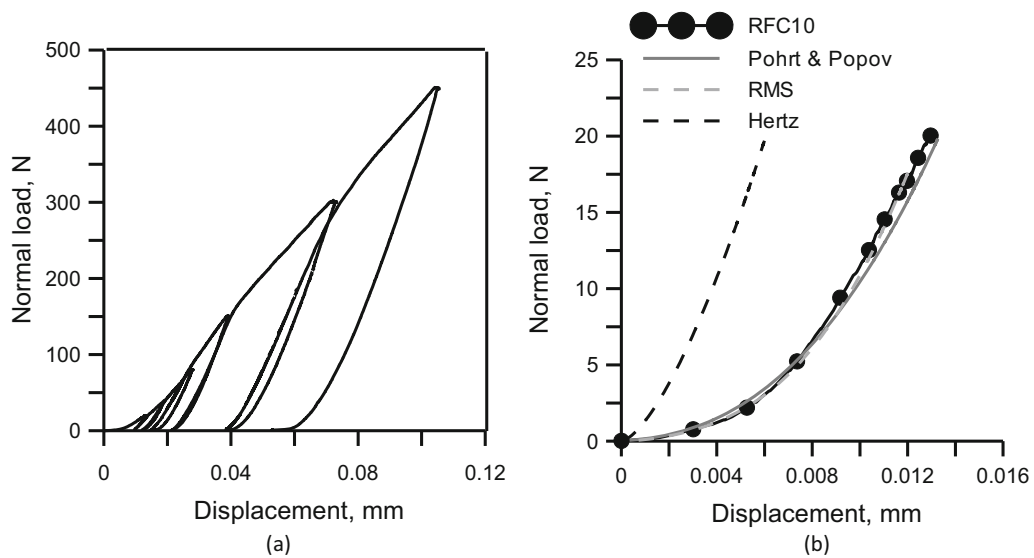 500
400
300
200
100
0
Normal load, N
0
0.04
0.08
0.12
Displacement, mm
(a)
RFC10
Pohrt & Popov
RMS
Hertz
25
20
15
10
5
0
Normal load, N
0
0.004
0.008
0.012
0.016
Displacement, mm
(b)